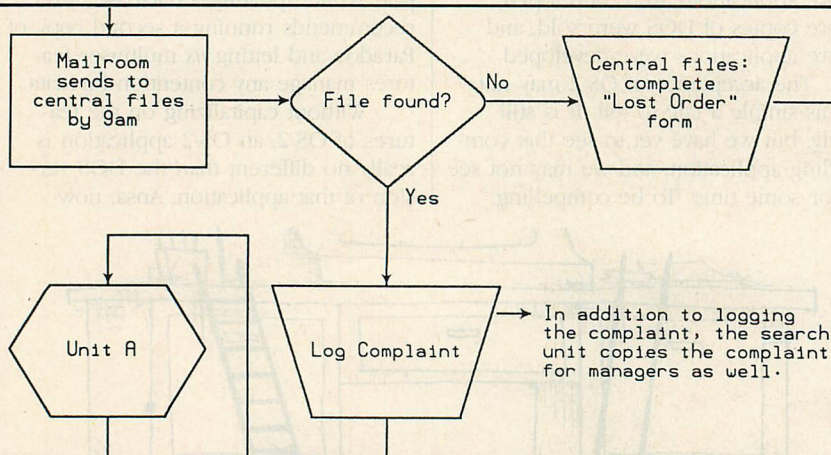 Mailroom
sends to
central files
by 9am
File found?
No
Central files:
complete
"Lost Order"
form
Yes
Unit A
Log Complaint
In addition to logging
the complaint, the search
unit copies the complaint
for managers as well.